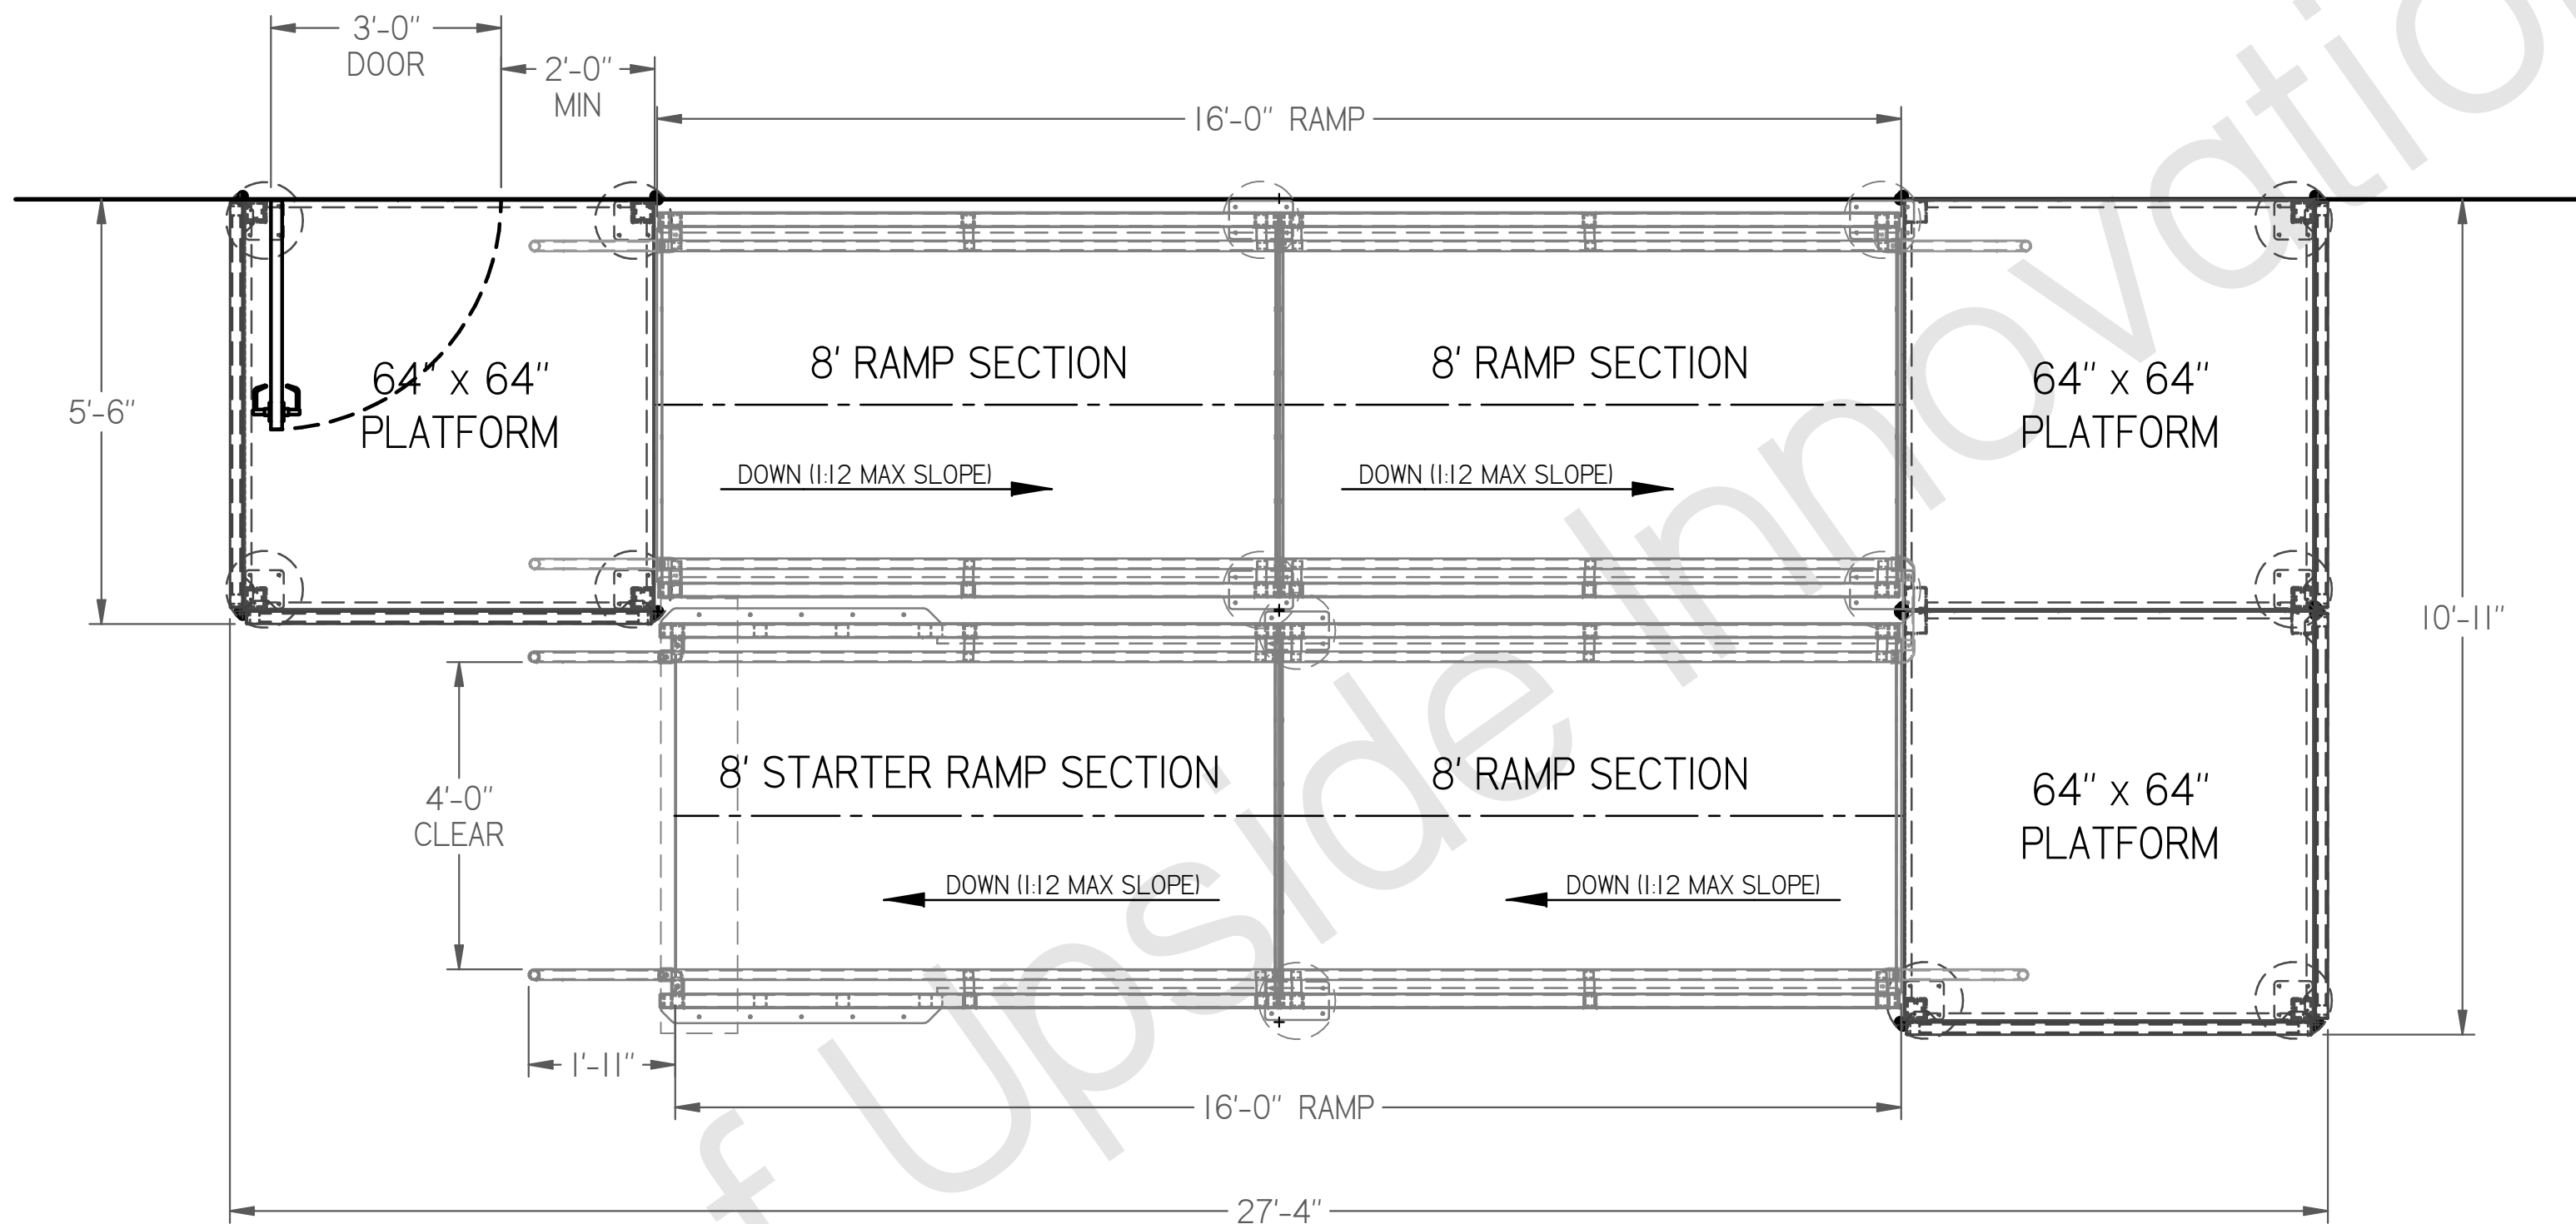 3'-0"
DOOR
2'-0"
MIN
16'-0" RAMP
8' RAMP SECTION
8' RAMP SECTION
64" x 64"
PLATFORM
64" x 64"
PLATFORM
5'-6"
DOWN (1:12 MAX SLOPE)
DOWN (1:12 MAX SLOPE)
10'-11"
8' STARTER RAMP SECTION
8' RAMP SECTION
64" x 64"
PLATFORM
4'-0"
CLEAR
DOWN (1:12 MAX SLOPE)
DOWN (1:12 MAX SLOPE)
1'-11"
16'-0" RAMP
27'-4"
f Upside Innovation